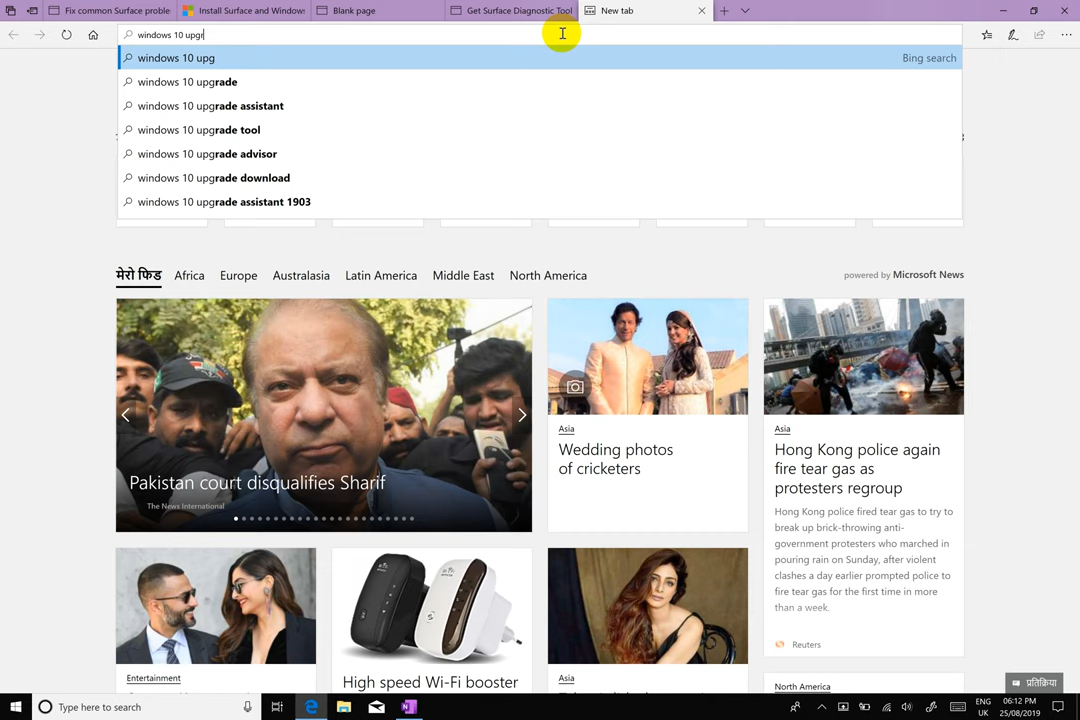 Fix common Surface proble
Install Surface and Window
Blank page
Get Surface Diagnostic Tool
New tab
windows 10 upgr
windows 10 upg
Bing search
windows 10 upgrade
windows 10 upgrade assistant
windows 10 upgrade tool
windows 10 upgrade advisor
windows 10 upgrade download
windows 10 upgrade assistant 1903
मेरो फिड
Africa
Europe
Australasia
Latin America
Middle East
North America
powered by Microsoft News
Pakistan court disqualifies Sharif
The News International
Asia
Wedding photos
of cricketers
Asia
Hong Kong police again
fire tear gas as
protesters regroup
Hong Kong police fired tear gas to try to
break up brick-throwing anti-
government protesters who marched in
pouring rain on Sunday, after violent
clashes a day earlier prompted police to
fire tear gas for the first time in more
than a week.
Reuters
Entertainment
High speed Wi-Fi booster
Asia
North America
प्रतिक्रिया
Type here to search
ENG
UK
06:12 PM
25/08/2019